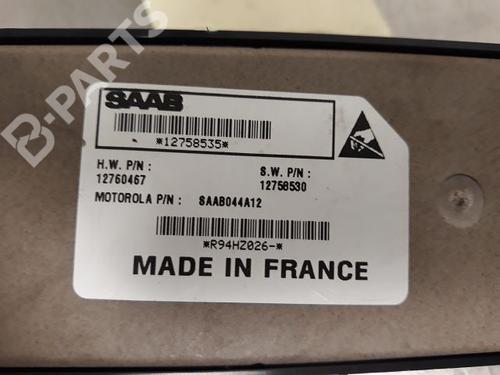 B-PARTS
SAAB
*12758535*
H.W. P/N :
12760467
S.W. P/N :
12758530
MOTOROLA P/N : SAAB044A12
*R94HZ026-*
MADE IN FRANCE